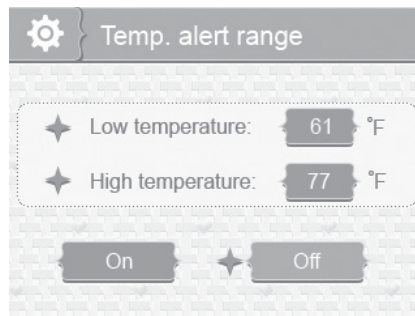 Temp. alert range
Low temperature: 61 °F
High temperature: 77 °F
On Off